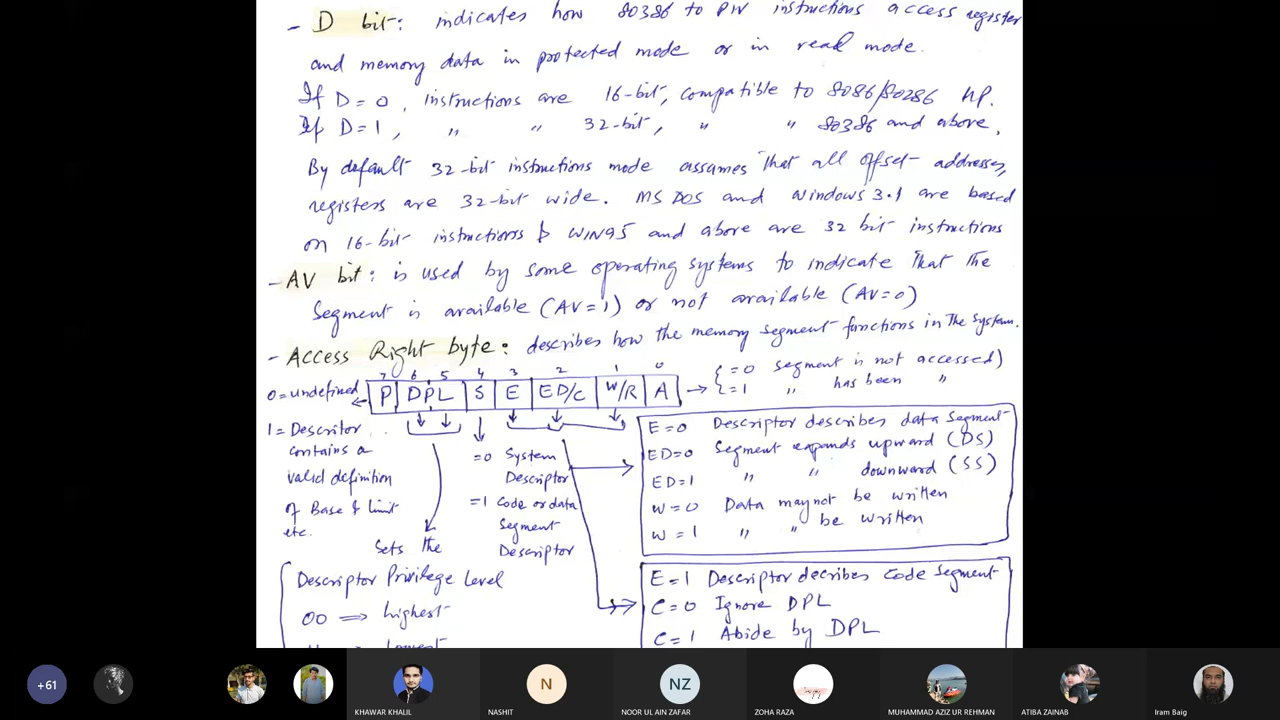 - D bit: indicates how 80386 to PIV instructions access register
and memory data in protected mode or in real mode.
If D = 0, instructions are 16-bit, compatible to 8086/80286 μP.
If D = 1, " " 32-bit, " " 80386 and above.
By default 32-bit instructions mode assumes that all offset addresses,
registers are 32-bit wide. MS DOS and Windows 3.1 are based
on 16-bit instructions & WIN95 and above are 32 bit instructions
- AV bit: is used by some operating systems to indicate that the
Segment is available (AV=1) or not available (AV=0)
- Access Right byte: describes how the memory segment functions in the system.
7 6 5 4 3 2 1 0
0 = undefined P DPL S E ED/C W/R A
=0 segment is not accessed)
=1 " has been "
1 = Descritor
contains a
valid definition
of Base & limit
etc.
Sets the
Descriptor Privilege Level
00 ⇒ highest
lowest
=0 System
Descriptor
=1 Code or data
Segment
Descriptor
E=0 Descriptor describes data Segment
ED=0 Segment expands upward (DS)
ED=1 " " downward (SS)
W=0 Data may not be written
W=1 " " be written
E=1 Descriptor decribes Code Segment
C=0 Ignore DPL
C=1 Abide by DPL
+61
N
NZ
KHAWAR KHALIL
NASHIT
NOOR UL AIN ZAFAR
ZOHA RAZA
MUHAMMAD AZIZ UR REHMAN
ATIBA ZAINAB
Iram Baig